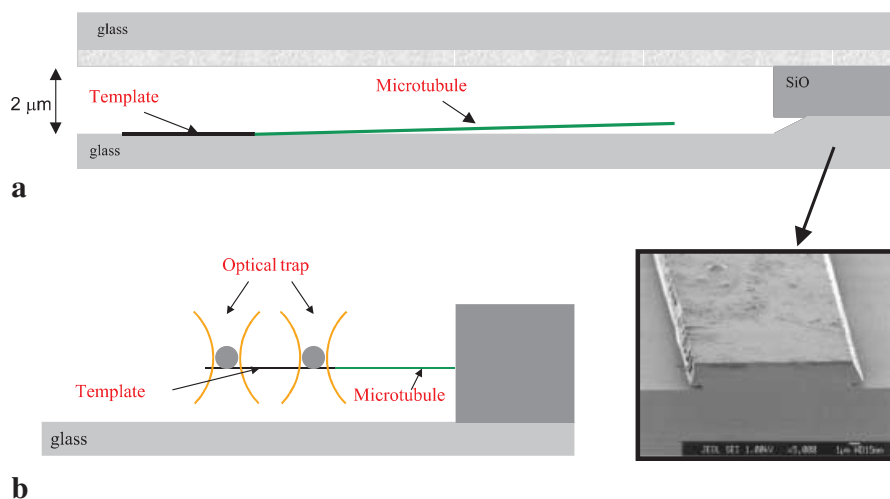 glass
2 μm
Template
Microtubule
SiO
glass
a
Optical trap
Template
Microtubule
glass
JEOL SEI 1.00kV ×5,000 1μm WD15mm
b